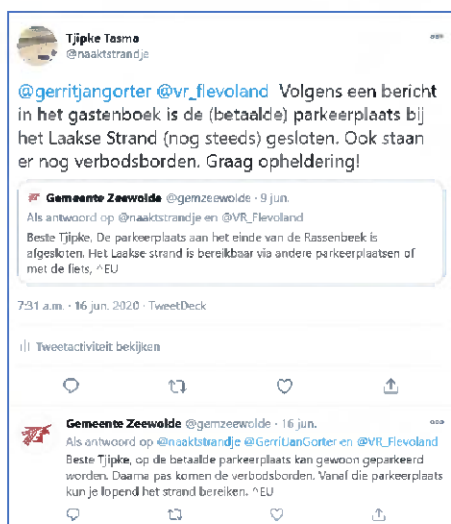 Tjipke Tasma
@naaktstrandje
@gerritjangorter @vr_flevoland Volgens een bericht
in het gastenboek is de (betaalde) parkeerplaats bij
het Laakse Strand (nog steeds) gesloten. Ook staan
er nog verbodsborden. Graag opheldering!
Gemeente Zeewolde @gemzeewolde · 9 jun.
Als antwoord op @naaktstrandje en @VR_Flevoland
Beste Tjipke, De parkeerplaats aan het einde van de Rassenbeek is
afgesloten. Het Laakse strand is bereikbaar via andere parkeerplaatsen of
met de fiets, ^EU
7:31 a.m. · 16 jun. 2020 · TweetDeck
Tweetactiviteit bekijken
Gemeente Zeewolde @gemzeewolde · 16 jun.
Als antwoord op @naaktstrandje @GerritJanGorter en @VR_Flevoland
Beste Tjipke, op de betaalde parkeerplaats kan gewoon geparkeerd
worden. Daarna pas komen de verbodsborden. Vanaf die parkeerplaats
kun je lopend het strand bereiken. ^EU